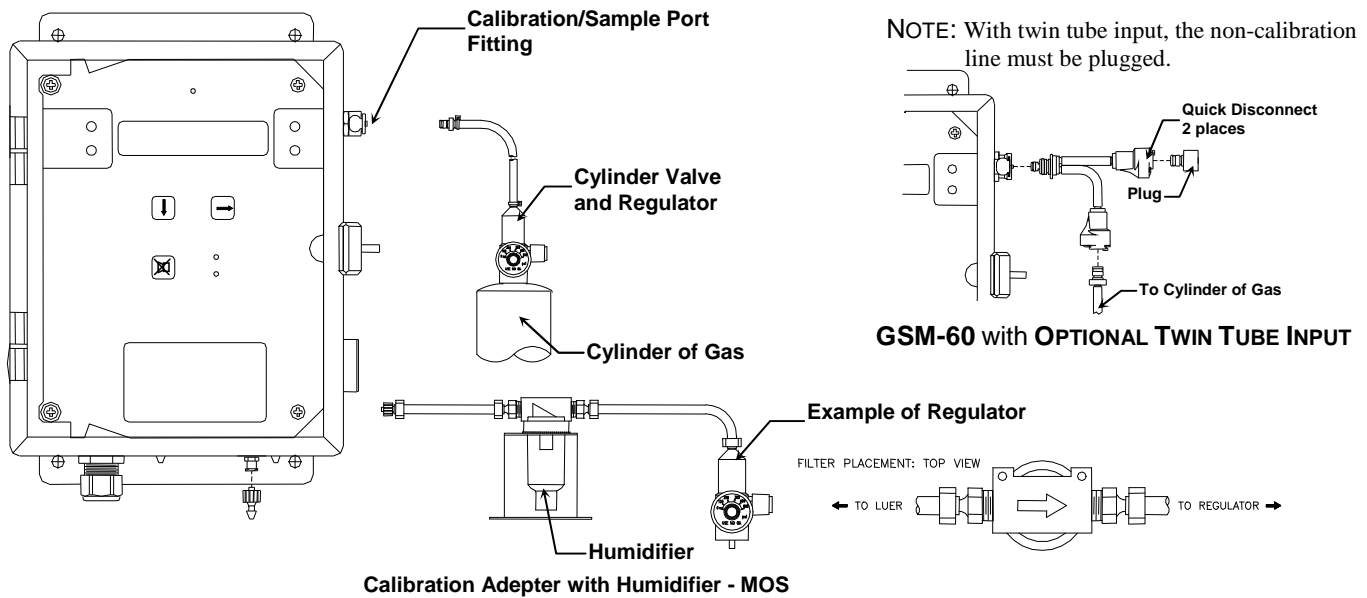 Calibration/Sample Port
Fitting
NOTE: With twin tube input, the non-calibration
line must be plugged.
Quick Disconnect
2 places
Plug
Cylinder Valve
and Regulator
To Cylinder of Gas
GSM-60 with OPTIONAL TWIN TUBE INPUT
Cylinder of Gas
Example of Regulator
FILTER PLACEMENT: TOP VIEW
TO LUER
TO REGULATOR
Humidifier
Calibration Adepter with Humidifier - MOS